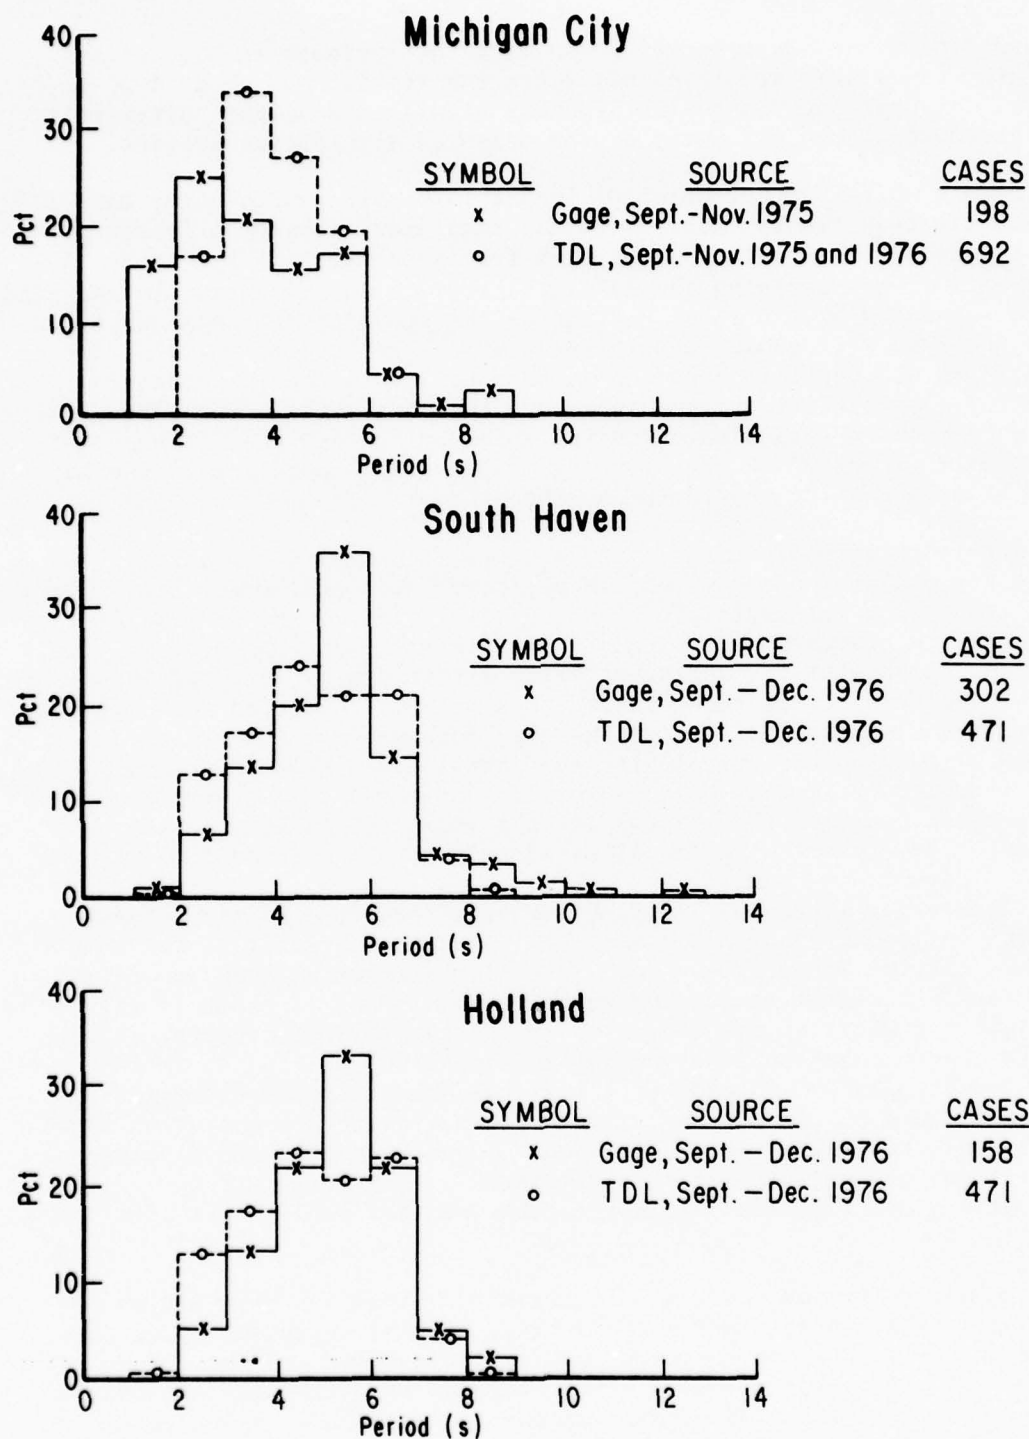 Michigan City
40
30
20
10
0
Pct
0 2 4 6 8 10 12 14
Period (s)
SYMBOL SOURCE CASES
x Gage, Sept.-Nov. 1975 198
o TDL, Sept.-Nov. 1975 and 1976 692
South Haven
40
30
20
10
0
Pct
0 2 4 6 8 10 12 14
Period (s)
SYMBOL SOURCE CASES
x Gage, Sept. – Dec. 1976 302
o TDL, Sept. – Dec. 1976 471
Holland
40
30
20
10
0
Pct
0 2 4 6 8 10 12 14
Period (s)
SYMBOL SOURCE CASES
x Gage, Sept. – Dec. 1976 158
o TDL, Sept. – Dec. 1976 471